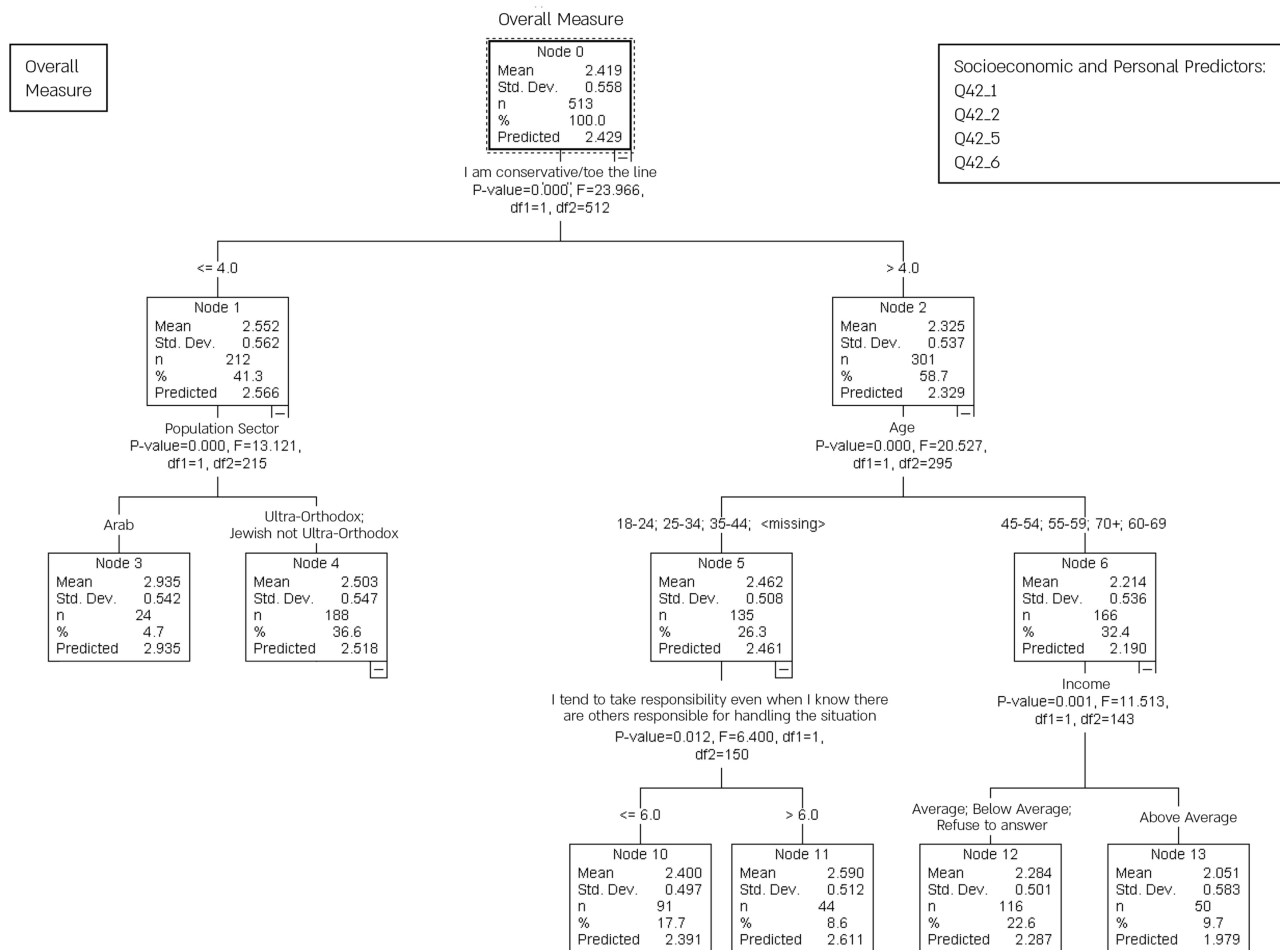 Overall Measure
Overall
Measure
Socioeconomic and Personal Predictors:
Q42_1
Q42_2
Q42_5
Q42_6
Node 0
Mean 2.419
Std. Dev. 0.558
n 513
% 100.0
Predicted 2.429
I am conservative/toe the line
P-value=0.000, F=23.966,
df1=1, df2=512
<= 4.0
> 4.0
Node 1
Mean 2.552
Std. Dev. 0.562
n 212
% 41.3
Predicted 2.566
Node 2
Mean 2.325
Std. Dev. 0.537
n 301
% 58.7
Predicted 2.329
Population Sector
P-value=0.000, F=13.121,
df1=1, df2=215
Age
P-value=0.000, F=20.527,
df1=1, df2=295
Arab
Ultra-Orthodox;
Jewish not Ultra-Orthodox
18-24; 25-34; 35-44; <missing>
45-54; 55-59; 70+; 60-69
Node 3
Mean 2.935
Std. Dev. 0.542
n 24
% 4.7
Predicted 2.935
Node 4
Mean 2.503
Std. Dev. 0.547
n 188
% 36.6
Predicted 2.518
Node 5
Mean 2.462
Std. Dev. 0.508
n 135
% 26.3
Predicted 2.461
Node 6
Mean 2.214
Std. Dev. 0.536
n 166
% 32.4
Predicted 2.190
I tend to take responsibility even when I know there
are others responsible for handling the situation
P-value=0.012, F=6.400, df1=1,
df2=150
Income
P-value=0.001, F=11.513,
df1=1, df2=143
<= 6.0
> 6.0
Average; Below Average;
Refuse to answer
Above Average
Node 10
Mean 2.400
Std. Dev. 0.497
n 91
% 17.7
Predicted 2.391
Node 11
Mean 2.590
Std. Dev. 0.512
n 44
% 8.6
Predicted 2.611
Node 12
Mean 2.284
Std. Dev. 0.501
n 116
% 22.6
Predicted 2.287
Node 13
Mean 2.051
Std. Dev. 0.583
n 50
% 9.7
Predicted 1.979